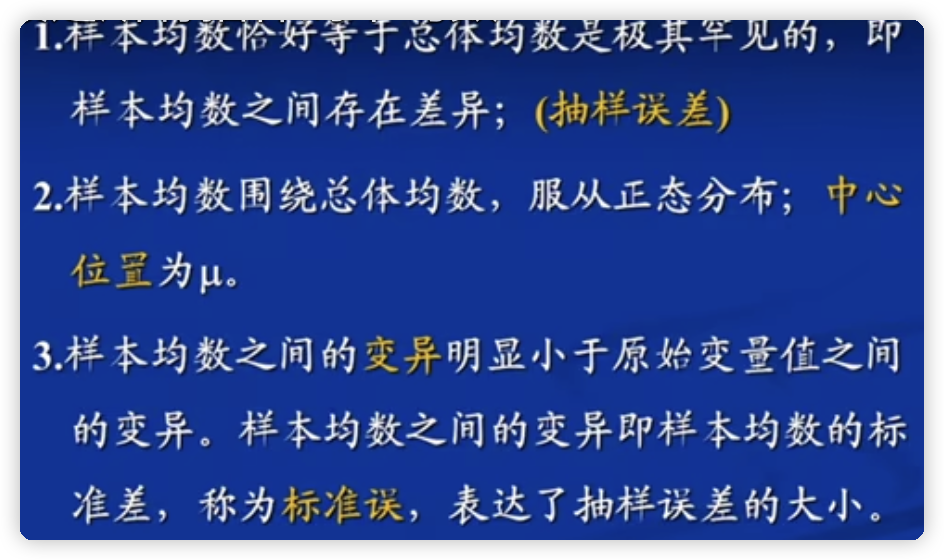 1.样本均数恰好等于总体均数是极其罕见的，即
样本均数之间存在差异；(抽样误差)
2.样本均数围绕总体均数，服从正态分布；中心
位置为μ。
3.样本均数之间的变异明显小于原始变量值之间
的变异。样本均数之间的变异即样本均数的标
准差，称为标准误，表达了抽样误差的大小。